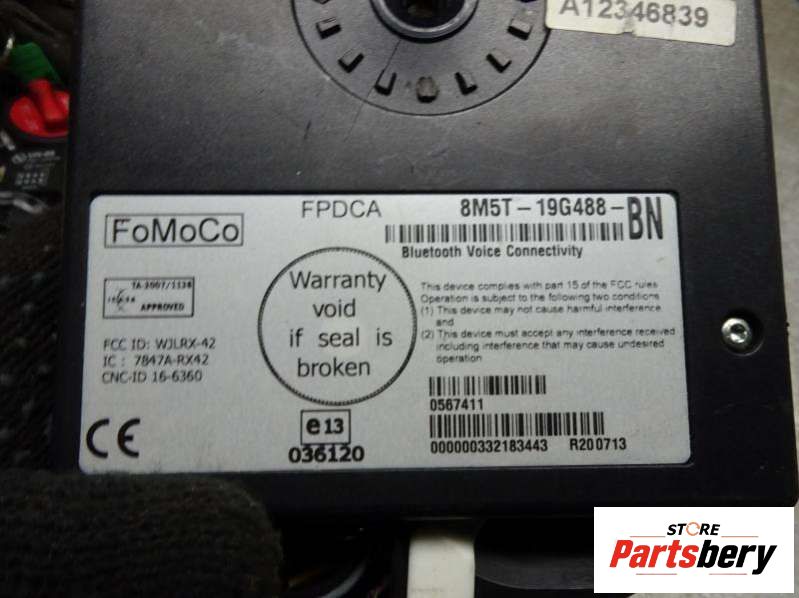 A12346839
FPDCA
8M5T-19G488-BN
FoMoCo
Bluetooth Voice Connectivity
TA-2007/1136
APPROVED
Warranty
void
if seal is
broken
This device complies with part 15 of the FCC rules
Operation is subject to the following two conditions
(1) This device may not cause harmful interference
and
(2) This device must accept any interference received
including interference that may cause undesired
operation
FCC ID: WJLRX-42
IC : 7847A-RX42
CNC-ID 16-6360
0567411
CE
e13
036120
000000332183443 R200713
STORE
Partsbery